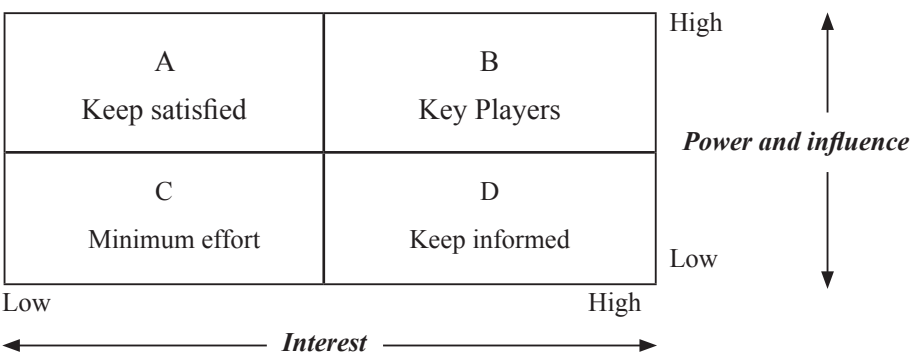 High
A
B
Keep satisfied
Key Players
Power and influence
C
D
Minimum effort
Keep informed
Low
Low
High
Interest